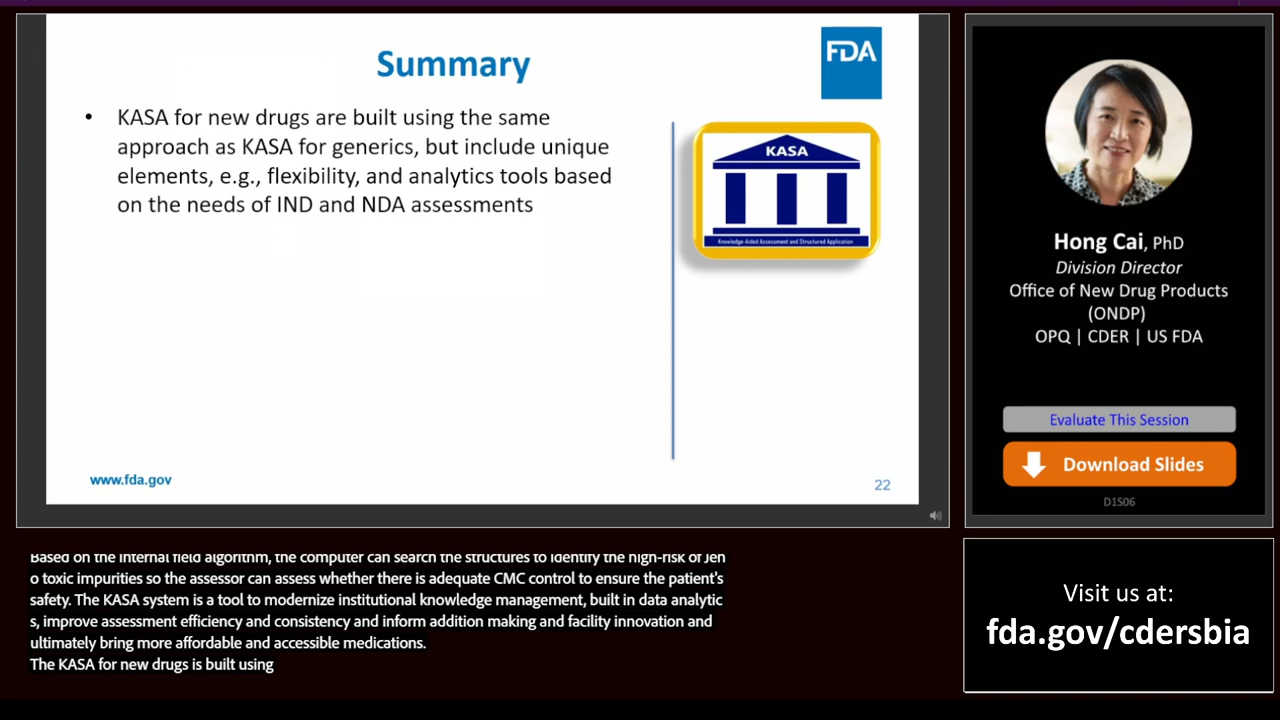 Summary
FDA
• KASA for new drugs are built using the same
approach as KASA for generics, but include unique
elements, e.g., flexibility, and analytics tools based
on the needs of IND and NDA assessments
KASA
Knowledge-Aided Assessment and Structured Application
www.fda.gov
22
Hong Cai, PhD
Division Director
Office of New Drug Products
(ONDP)
OPQ | CDER | US FDA
Evaluate This Session
Download Slides
D1S06
Based on the internal field algorithm, the computer can search the structures to identify the high-risk of Jen
o toxic impurities so the assessor can assess whether there is adequate CMC control to ensure the patient's
safety. The KASA system is a tool to modernize institutional knowledge management, built in data analytic
s, improve assessment efficiency and consistency and inform addition making and facility innovation and
ultimately bring more affordable and accessible medications.
The KASA for new drugs is built using
Visit us at:
fda.gov/cdersbia